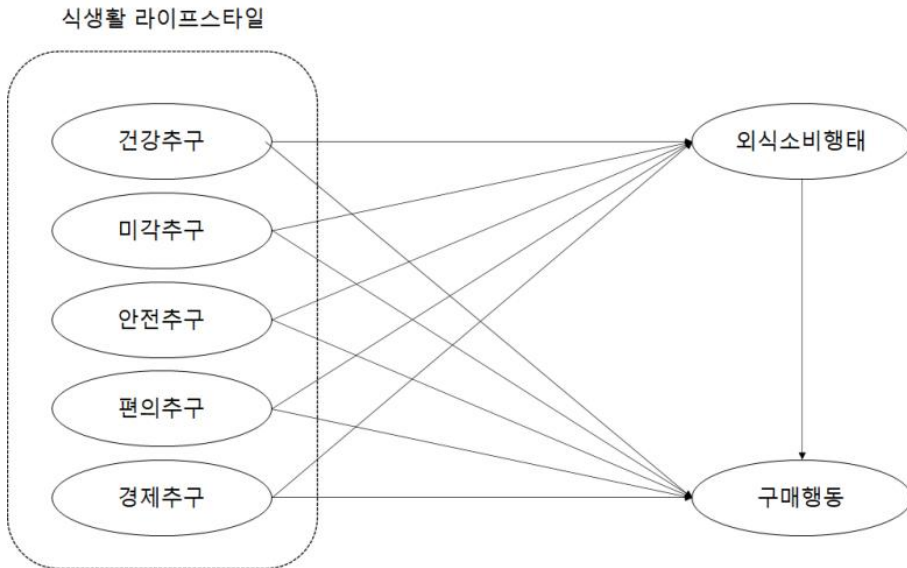 식생활 라이프스타일
건강추구
외식소비행태
미각추구
안전추구
편의추구
경제추구
구매행동